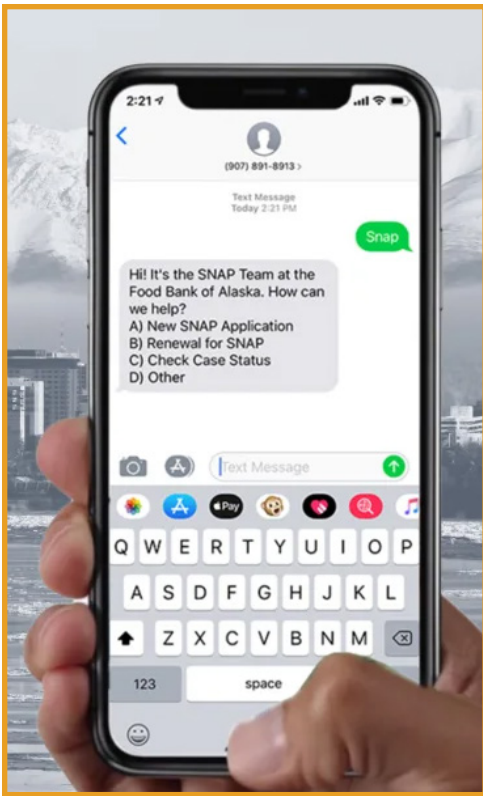 2:21
(907) 891-8913 >
Text Message
Today 2:21 PM
Snap
Hi! It's the SNAP Team at the
Food Bank of Alaska. How can
we help?
A) New SNAP Application
B) Renewal for SNAP
C) Check Case Status
D) Other
Text Message
Pay
Q W E R T Y U I O P
A S D F G H J K L
Z X C V B N M
123 space